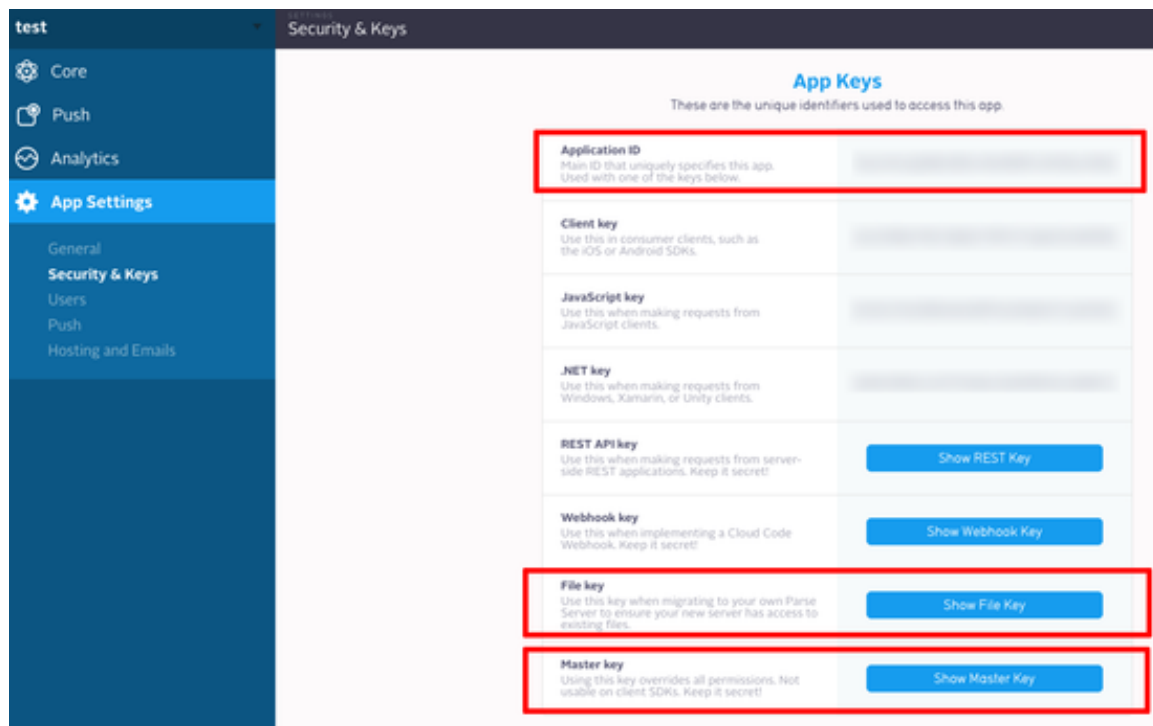 test
SETTINGS
Security & Keys
Core
Push
Analytics
App Settings
General
Security & Keys
Users
Push
Hosting and Emails
App Keys
These are the unique identifiers used to access this app.
Application ID
Main ID that uniquely specifies this app.
Used with one of the keys below.
Client key
Use this in consumer clients, such as
the iOS or Android SDKs.
JavaScript key
Use this when making requests from
JavaScript clients.
.NET key
Use this when making requests from
Windows, Xamarin, or Unity clients.
REST API key
Use this when making requests from server-
side REST applications. Keep it secret!
Show REST Key
Webhook key
Use this when implementing a Cloud Code
Webhook. Keep it secret!
Show Webhook Key
File key
Use this key when migrating to your own Parse
Server to ensure your new server has access to
existing files.
Show File Key
Master key
Using this key overrides all permissions. Not
usable on client SDKs. Keep it secret!
Show Master Key